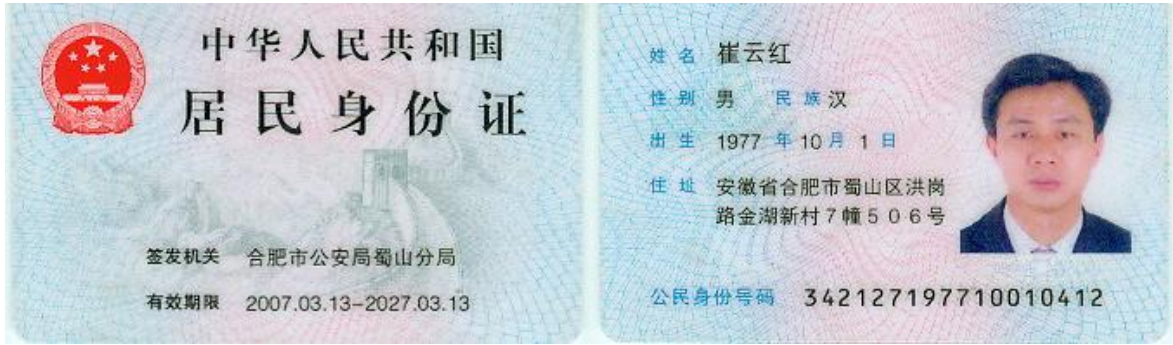 中华人民共和国
居民身份证
签发机关 合肥市公安局蜀山分局
有效期限 2007.03.13-2027.03.13
姓名 崔云红
性别 男 民族 汉
出生 1977 年 10 月 1 日
住址 安徽省合肥市蜀山区洪岗
路金湖新村7幢506号
公民身份号码 342127197710010412